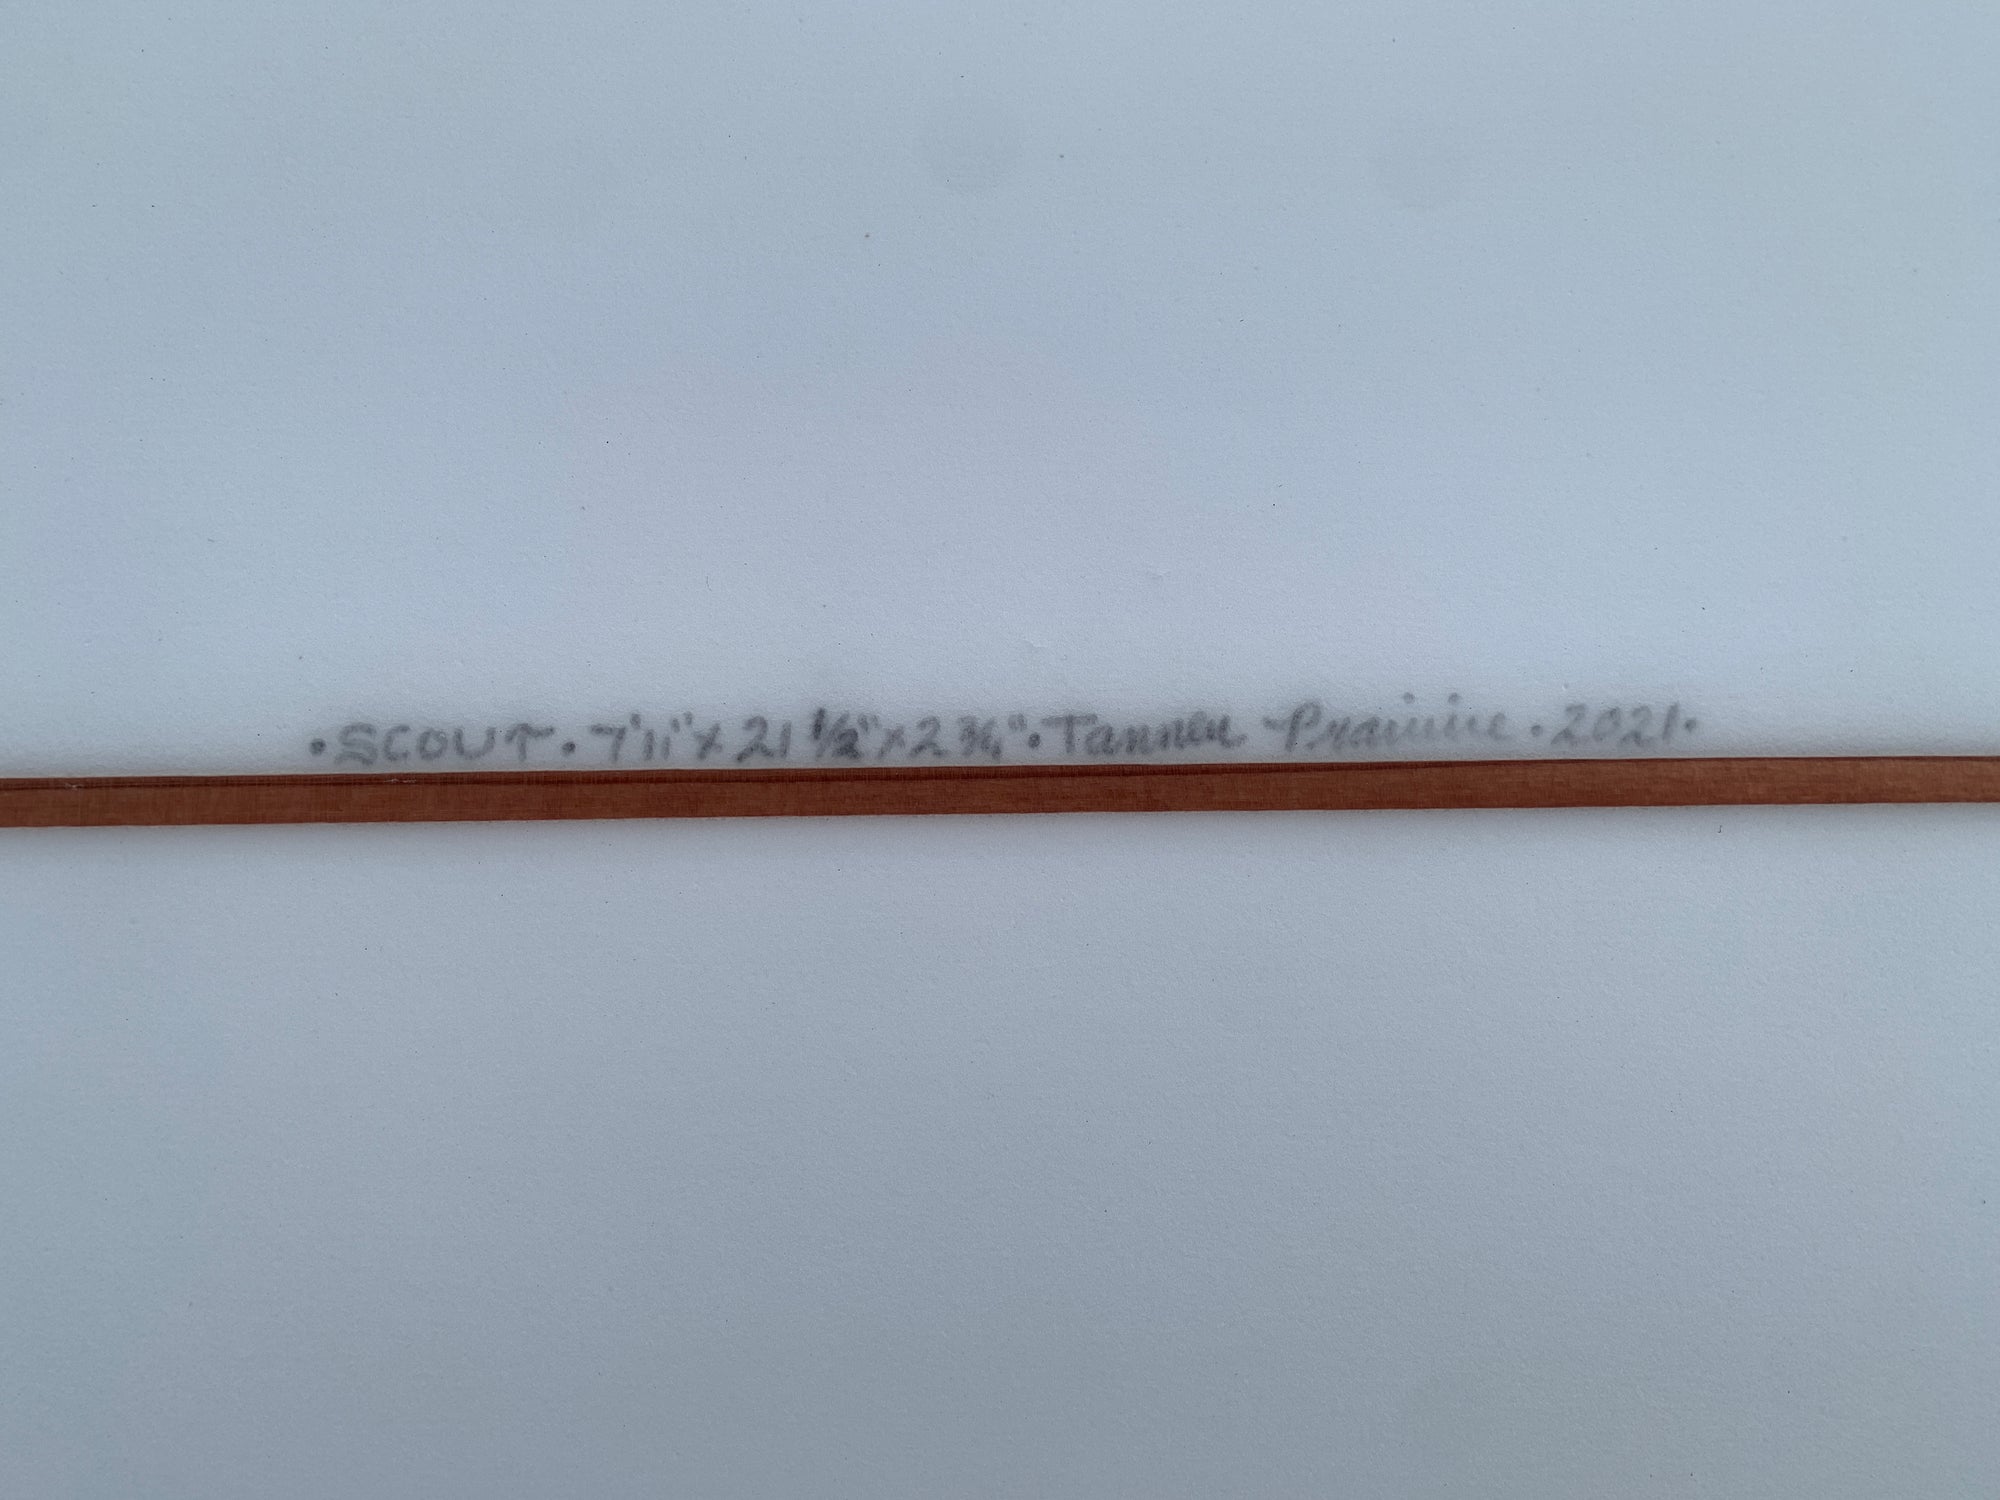 · SCOUT · 7'11" x 21 1/2" x 2 3/4" · Tanner Prairie · 2021 ·